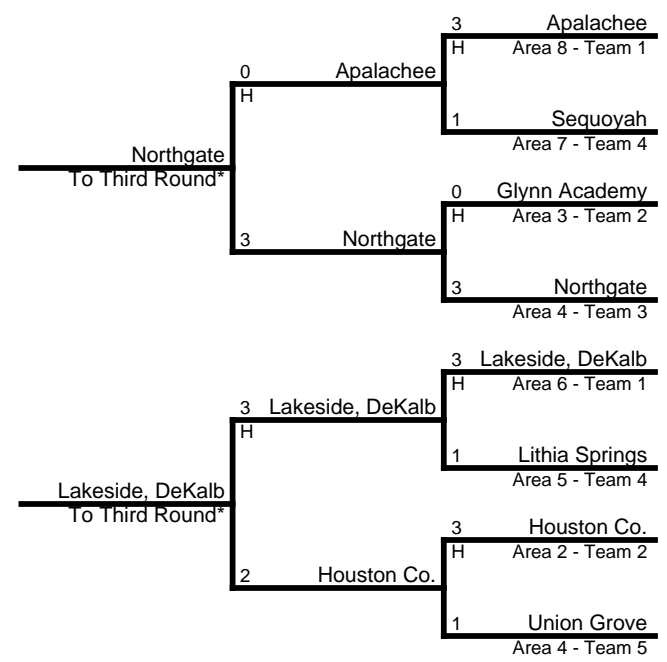 3 Apalachee
H Area 8 - Team 1
0 Apalachee
H
1 Sequoyah
Area 7 - Team 4
Northgate
To Third Round*
0 Glynn Academy
H Area 3 - Team 2
3 Northgate
3 Northgate
Area 4 - Team 3
3 Lakeside, DeKalb
H Area 6 - Team 1
3 Lakeside, DeKalb
H
1 Lithia Springs
Area 5 - Team 4
Lakeside, DeKalb
To Third Round*
3 Houston Co.
H Area 2 - Team 2
2 Houston Co.
1 Union Grove
Area 4 - Team 5